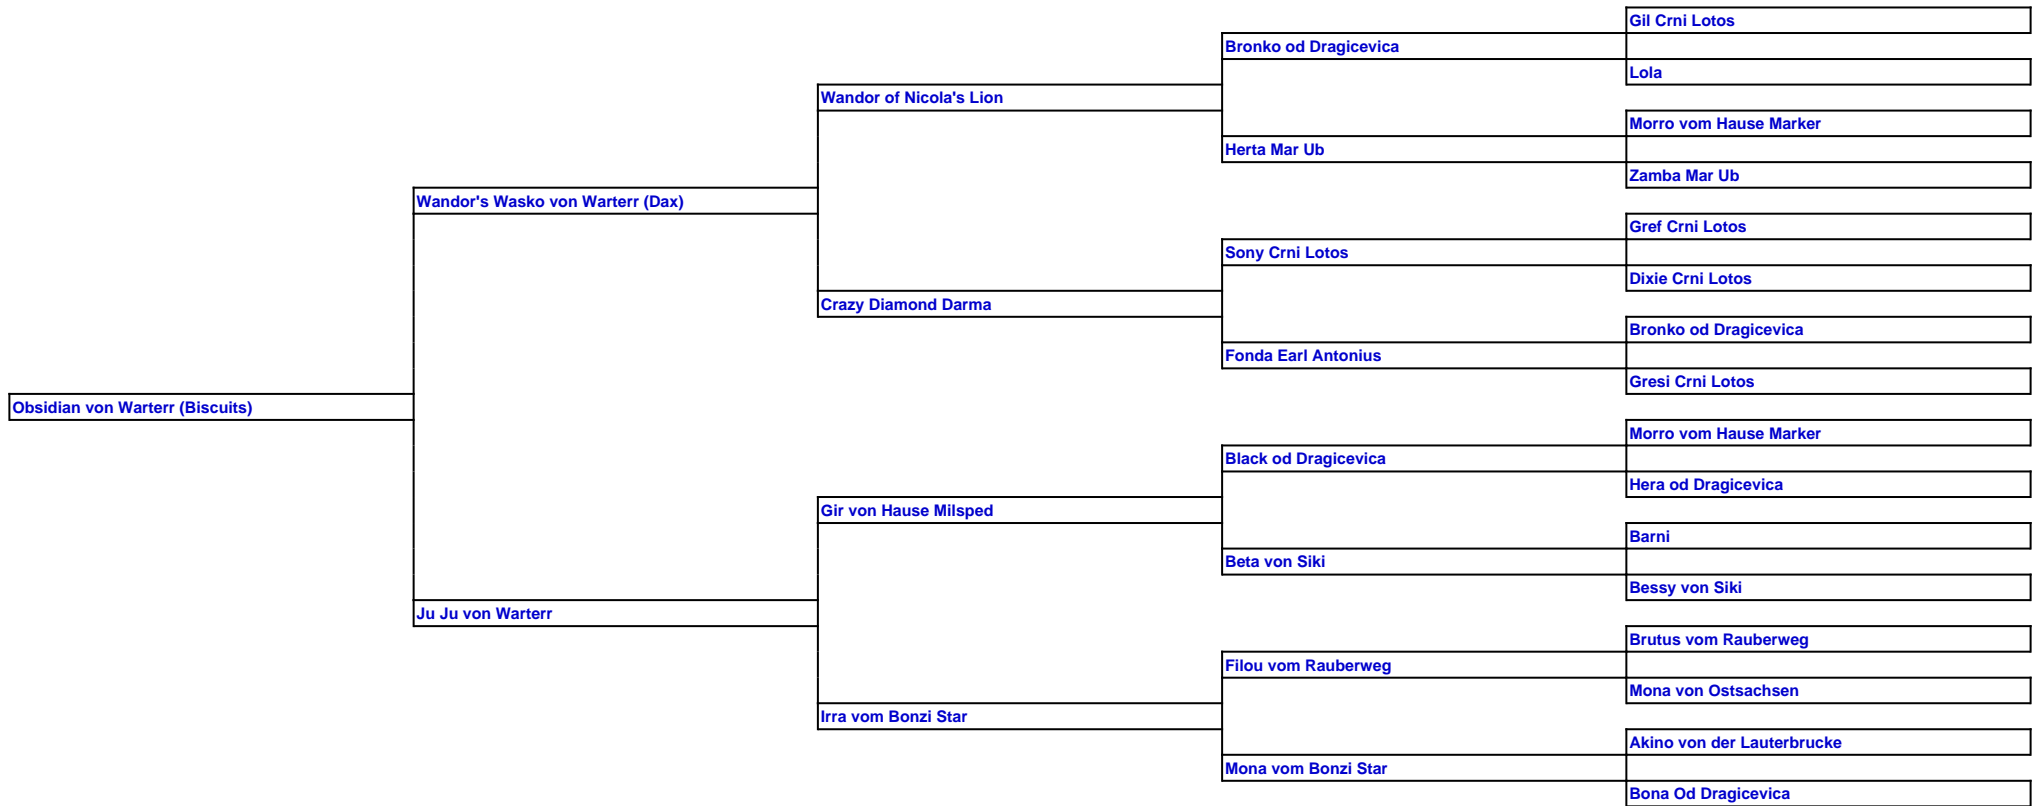 Gil Crni Lotos
Bronko od Dragicevica
Lola
Wandor of Nicola's Lion
Morro vom Hause Marker
Herta Mar Ub
Zamba Mar Ub
Wandor's Wasko von Warterr (Dax)
Gref Crni Lotos
Sony Crni Lotos
Dixie Crni Lotos
Crazy Diamond Darma
Bronko od Dragicevica
Fonda Earl Antonius
Gresi Crni Lotos
Obsidian von Warterr (Biscuits)
Morro vom Hause Marker
Black od Dragicevica
Hera od Dragicevica
Gir von Hause Milsped
Barni
Beta von Siki
Bessy von Siki
Ju Ju von Warterr
Brutus vom Rauberweg
Filou vom Rauberweg
Mona von Ostsachsen
Irra vom Bonzi Star
Akino von der Lauterbrucke
Mona vom Bonzi Star
Bona Od Dragicevica